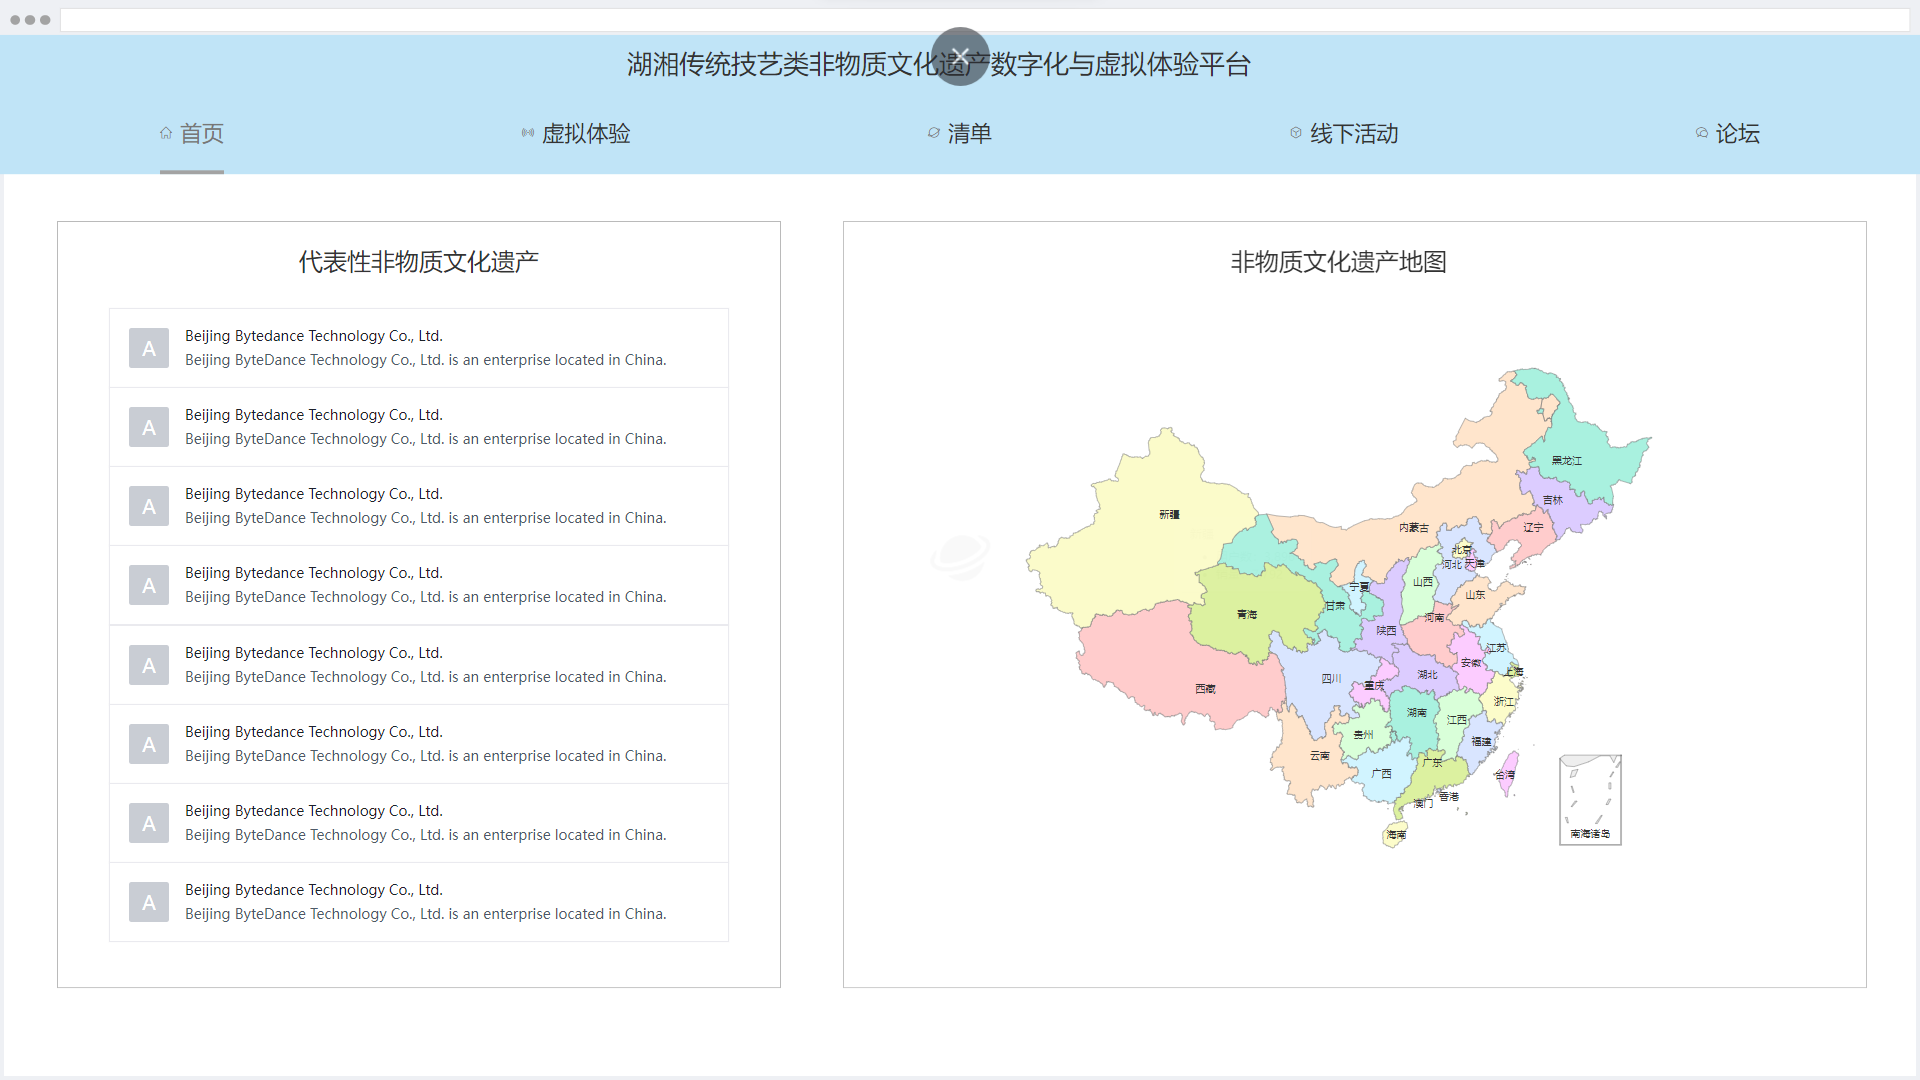 湖湘传统技艺类非物质文化遗产数字化与虚拟体验平台
首页 虚拟体验 清单 线下活动 论坛
代表性非物质文化遗产
A
Beijing Bytedance Technology Co., Ltd.
Beijing ByteDance Technology Co., Ltd. is an enterprise located in China.
A
Beijing Bytedance Technology Co., Ltd.
Beijing ByteDance Technology Co., Ltd. is an enterprise located in China.
A
Beijing Bytedance Technology Co., Ltd.
Beijing ByteDance Technology Co., Ltd. is an enterprise located in China.
A
Beijing Bytedance Technology Co., Ltd.
Beijing ByteDance Technology Co., Ltd. is an enterprise located in China.
A
Beijing Bytedance Technology Co., Ltd.
Beijing ByteDance Technology Co., Ltd. is an enterprise located in China.
A
Beijing Bytedance Technology Co., Ltd.
Beijing ByteDance Technology Co., Ltd. is an enterprise located in China.
A
Beijing Bytedance Technology Co., Ltd.
Beijing ByteDance Technology Co., Ltd. is an enterprise located in China.
A
Beijing Bytedance Technology Co., Ltd.
Beijing ByteDance Technology Co., Ltd. is an enterprise located in China.
非物质文化遗产地图
黑龙江
吉林
新疆
内蒙古
辽宁
北京
河北
天津
山西
宁夏
山东
甘肃
青海
河南
陕西
江苏
安徽
上海
湖北
四川
重庆
西藏
浙江
湖南
江西
贵州
福建
云南
广东
广西
台湾
香港
澳门
海南
南海诸岛